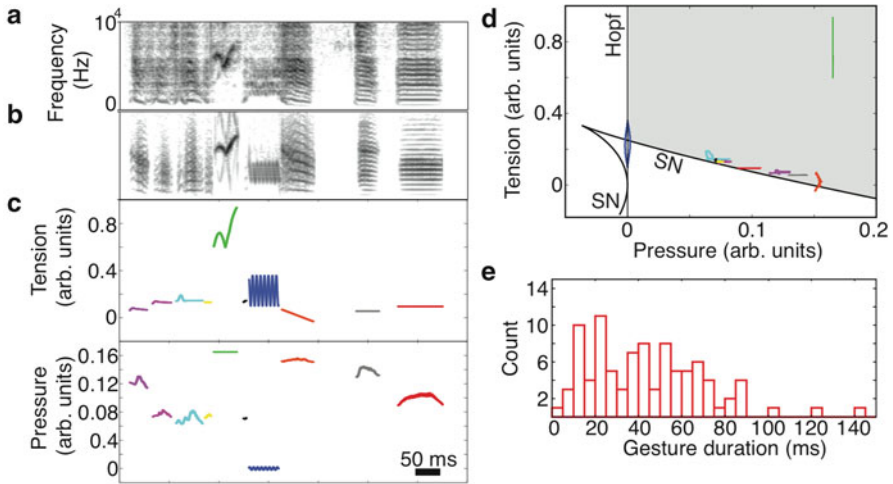 a
10⁴
Frequency
(Hz)
0
b
c
Tension
(arb. units)
0.8
0.4
0
Pressure
(arb. units)
0.16
0.12
0.08
0.4
0
50 ms
d
Tension (arb. units)
0.8
0.4
0
Hopf
SN
SN
0
0.1
0.2
Pressure (arb. units)
e
Count
14
10
6
2
0 20 40 60 80 100 120 140
Gesture duration (ms)